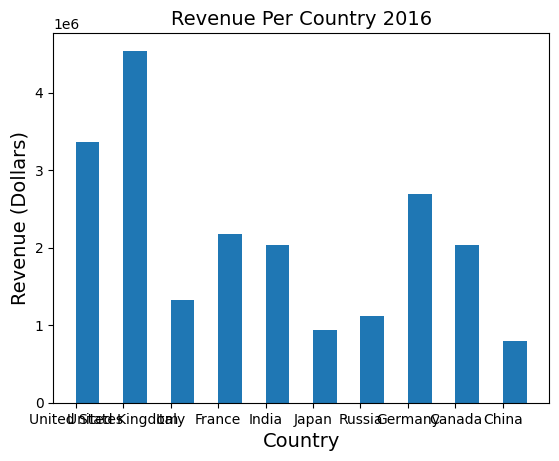 Revenue Per Country 2016
1e6
Revenue (Dollars)
4
3
2
1
0
United States United Kingdom Italy France India Japan Russia Germany Canada China
Country